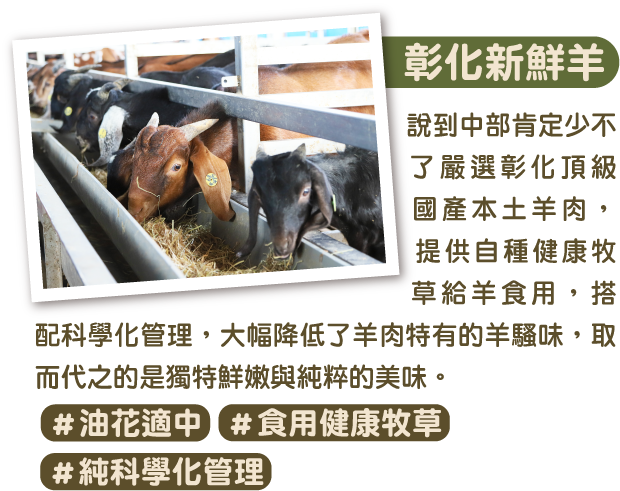 彰化新鮮羊
說到中部肯定少不
了嚴選彰化頂級
國產本土羊肉，
提供自種健康牧
草給羊食用，搭
配科學化管理，大幅降低了羊肉特有的羊騷味，取
而代之的是獨特鮮嫩與純粹的美味。
#油花適中 #食用健康牧草
#純科學化管理